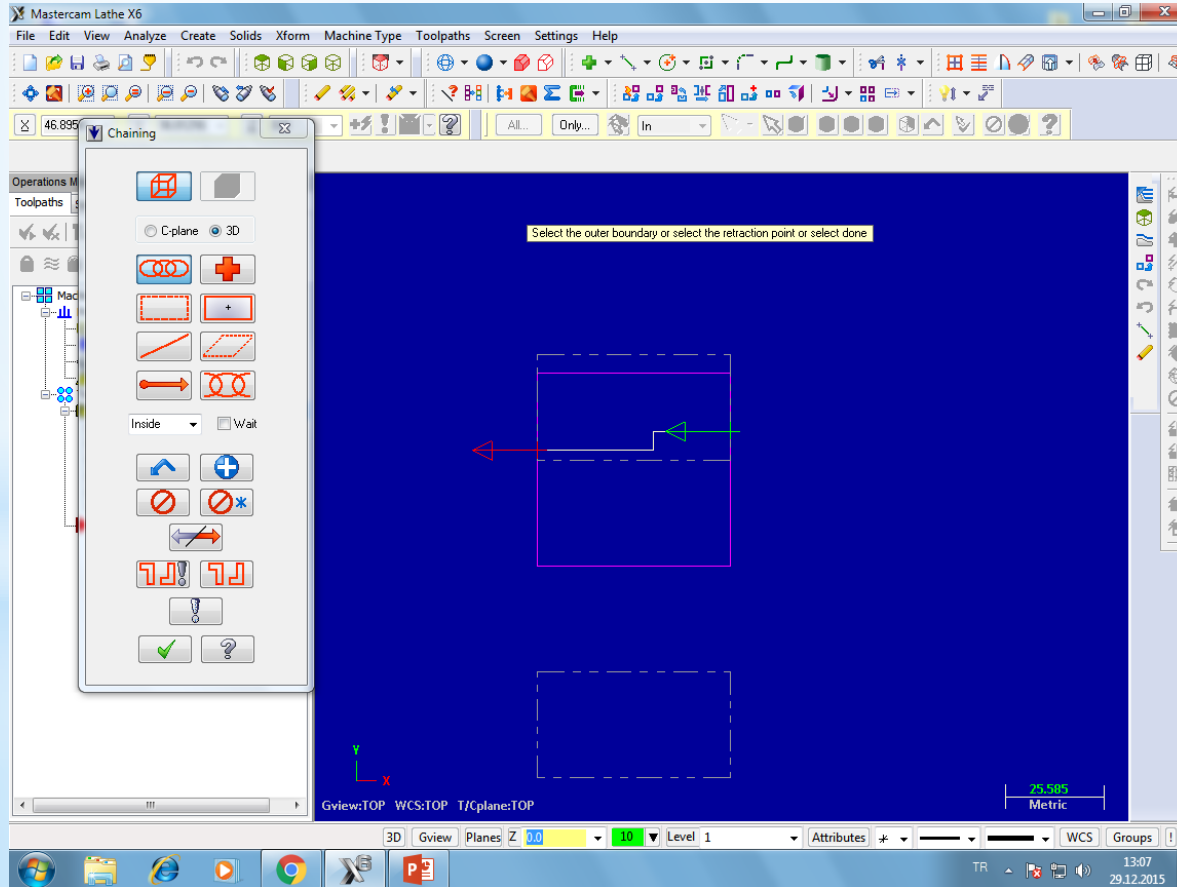 Mastercam Lathe X6
File Edit View Analyze Create Solids Xform Machine Type Toolpaths Screen Settings Help
X 46.895 All... Only... In
Chaining
Operations M
Toolpaths
C-plane 3D
Select the outer boundary or select the retraction point or select done
Mac
Inside Wait
Y
X
25.585
Metric
Gview:TOP WCS:TOP T/Cplane:TOP
3D Gview Planes Z 0.0 10 Level 1 Attributes WCS Groups
TR 13:07
29.12.2015